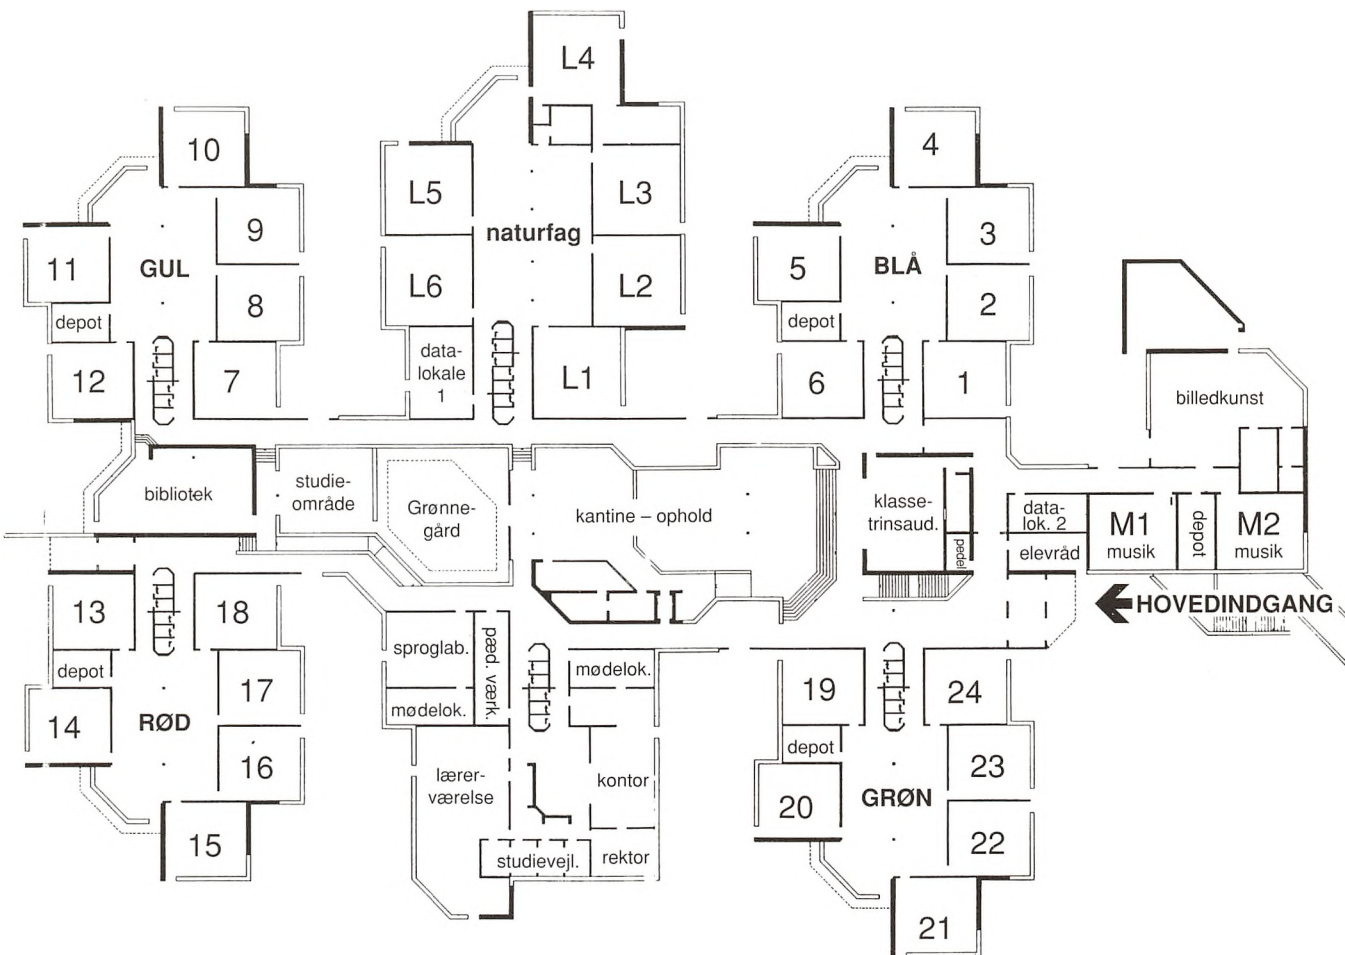 L4
10
4
L5
L3
9
3
naturfag
11
GUL
5
BLÅ
L6
L2
8
2
depot
depot
12
7
data-
lokale
1
L1
6
1
billedkunst
bibliotek
studie-
område
Grønne-
gård
kantine – ophold
klasse-
trinsaud.
pedel
data-
lok. 2
elevråd
M1
musik
depot
M2
musik
HOVEDINDGANG
13
18
sproglab.
pæd. værk.
mødelok.
depot
17
mødelok.
19
24
14
RØD
16
lærer-
værelse
kontor
depot
23
20
GRØN
15
studievejl.
rektor
22
21